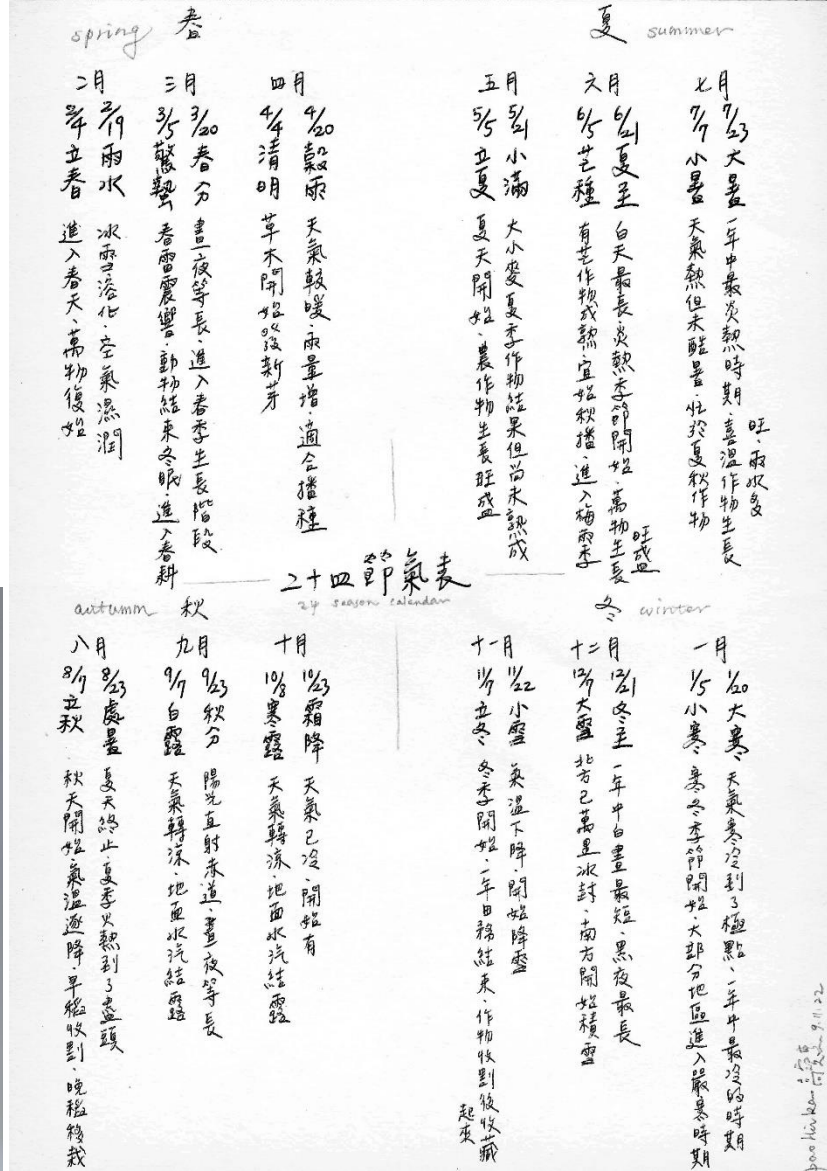 spring 春
二月
2/4 立春 進入春天、萬物復始
2/19 雨水 冰雪溶化、空氣濕潤
三月
3/5 驚蟄 春雷震響、動物結束冬眠、進入春耕
3/20 春分 晝夜等長、進入春季生長階段
四月
4/4 清明 草木開始發新芽
4/20 穀雨 天氣較暖、雨量增、適合播種
夏 summer
五月
5/5 立夏 夏天開始、農作物生長旺盛
5/21 小滿 大小麥夏季作物結果但尚未熟成
六月
6/5 芒種 有芒作物成熟、宜始秋播、進入梅雨季
6/21 夏至 白天最長、炎熱季節開始、萬物生長
旺盛
七月
7/7 小暑 天氣熱但未酷暑、忙於夏秋作物
7/23 大暑 一年中最炎熱時期、喜溫作物生長
旺、雨水多
二十四節氣表
24 season calendar
autumn 秋
八月
8/7 立秋 秋天開始、氣溫逐降、早稻收割、晚稻移栽
8/23 處暑 夏天終止、夏季火熱到了盡頭
九月
9/7 白露 天氣轉涼、地面水汽結露
9/23 秋分 陽光直射赤道、晝夜等長
十月
10/8 寒露 天氣轉涼、地面水汽結露
10/23 霜降 天氣已冷、開始有
冬 winter
十一月
11/7 立冬 冬季開始、一年日務結束、作物收割後收藏
起來
11/22 小雪 氣溫下降、開始降雪
十二月
12/7 大雪 北方已萬里冰封、南方開始積雪
12/21 冬至 一年中白晝最短、黑夜最長
一月
1/5 小寒 寒冬季節開始、大部分地區進入嚴寒時期
1/20 大寒 天氣寒冷到了極點、一年中最冷的時期
9.11.22